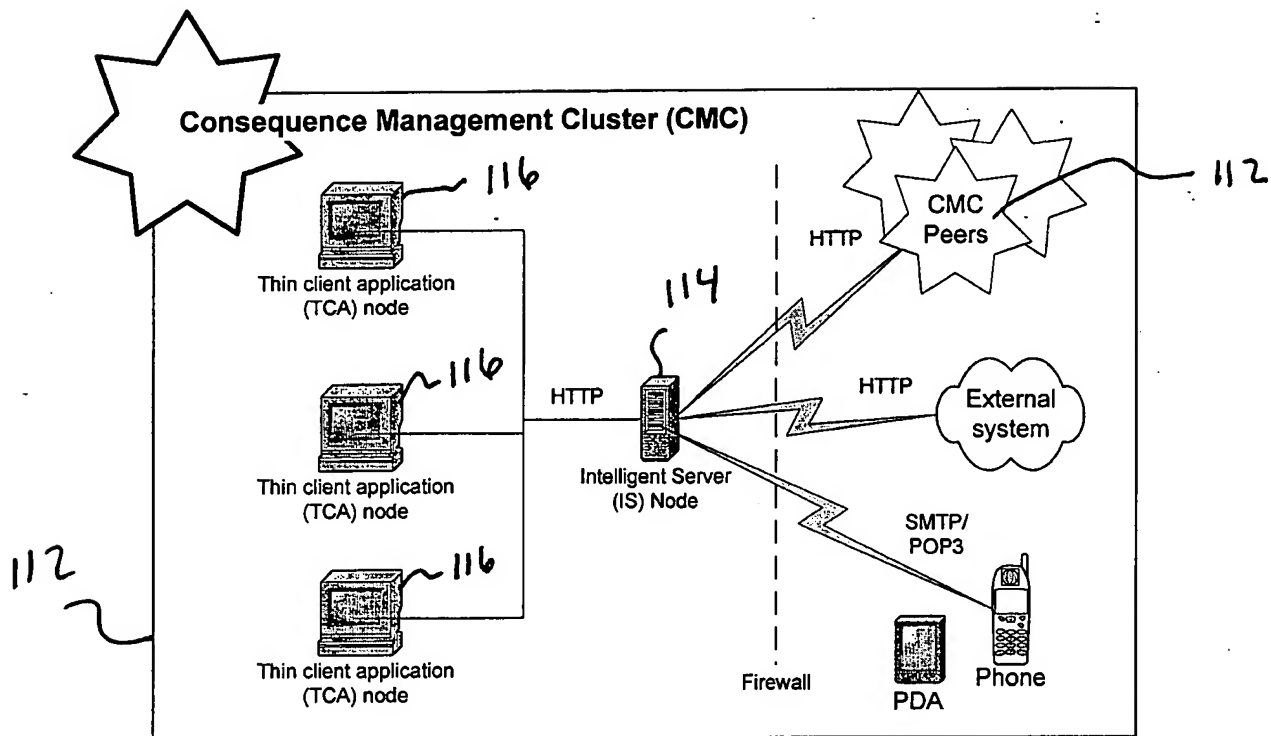 Consequence Management Cluster (CMC)
116
Thin client application
(TCA) node
116
Thin client application
(TCA) node
116
Thin client application
(TCA) node
112
HTTP
114
Intelligent Server
(IS) Node
Firewall
HTTP
CMC
Peers
112
HTTP
External
system
SMTP/
POP3
PDA
Phone